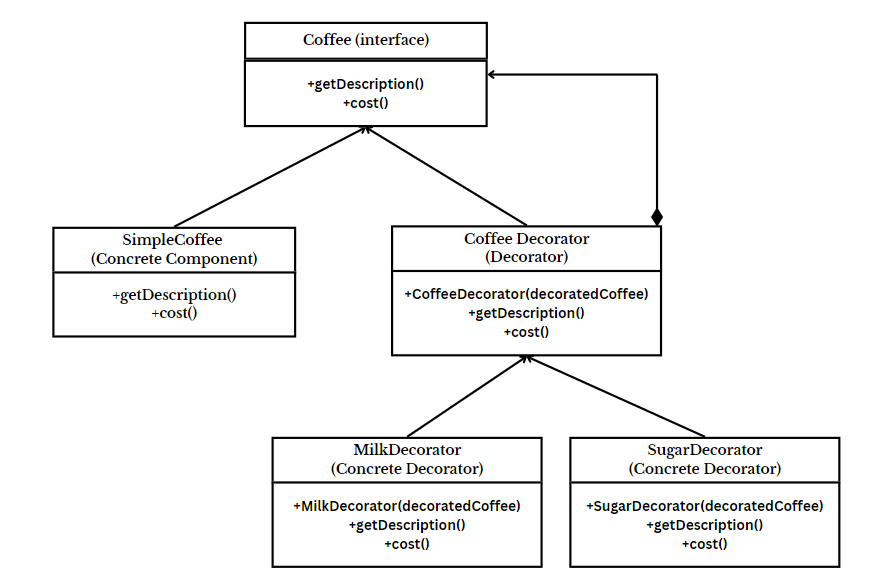 Coffee (interface)
+getDescription()
+cost()
SimpleCoffee
(Concrete Component)
+getDescription()
+cost()
Coffee Decorator
(Decorator)
+CoffeeDecorator(decoratedCoffee)
+getDescription()
+cost()
MilkDecorator
(Concrete Decorator)
+MilkDecorator(decoratedCoffee)
+getDescription()
+cost()
SugarDecorator
(Concrete Decorator)
+SugarDecorator(decoratedCoffee)
+getDescription()
+cost()